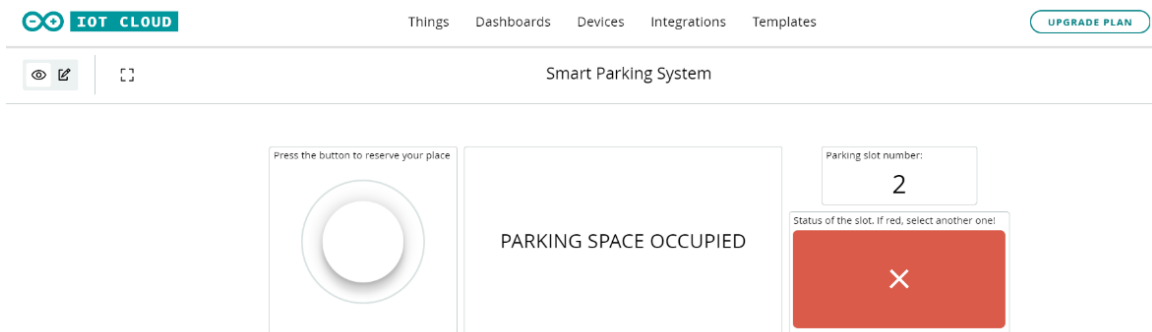 IOT CLOUD
Things Dashboards Devices Integrations Templates
UPGRADE PLAN
Smart Parking System
Press the button to reserve your place
PARKING SPACE OCCUPIED
Parking slot number:
2
Status of the slot. If red, select another one!